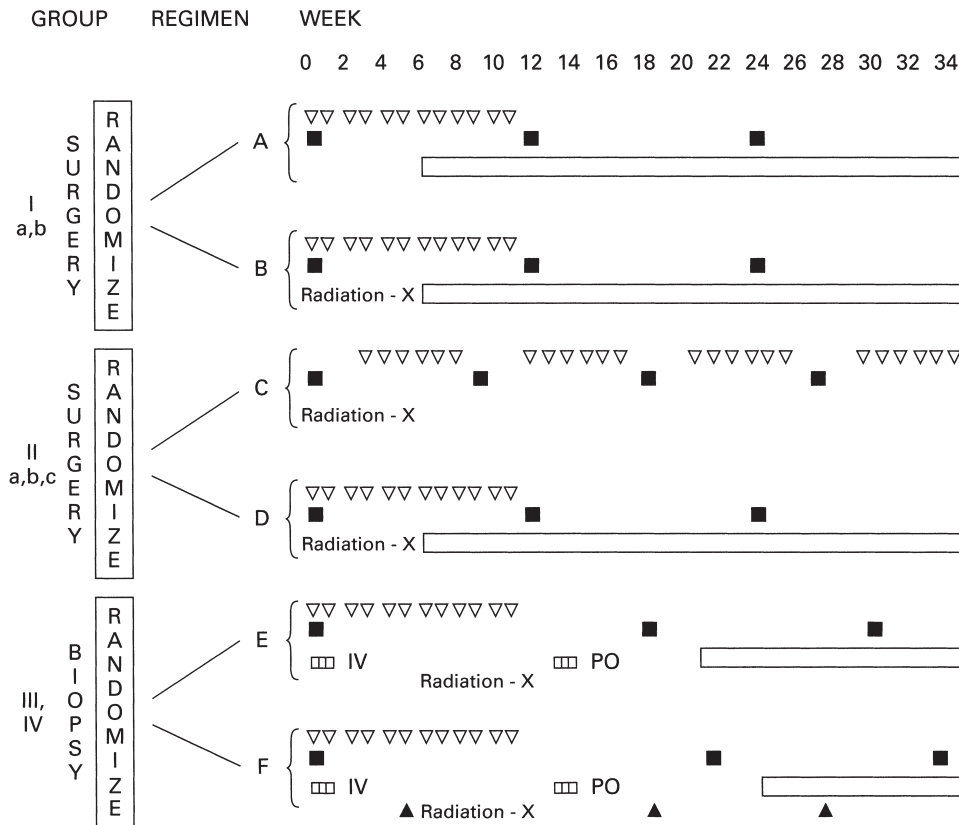 GROUP REGIMEN WEEK
0 2 4 6 8 10 12 14 16 18 20 22 24 26 28 30 32 34
I
a,b
SURGERY
RANDOMIZE
A
B
Radiation - X
II
a,b,c
SURGERY
RANDOMIZE
C
Radiation - X
D
Radiation - X
III,
IV
BIOPSY
RANDOMIZE
E
IV PO
Radiation - X
F
IV PO
Radiation - X